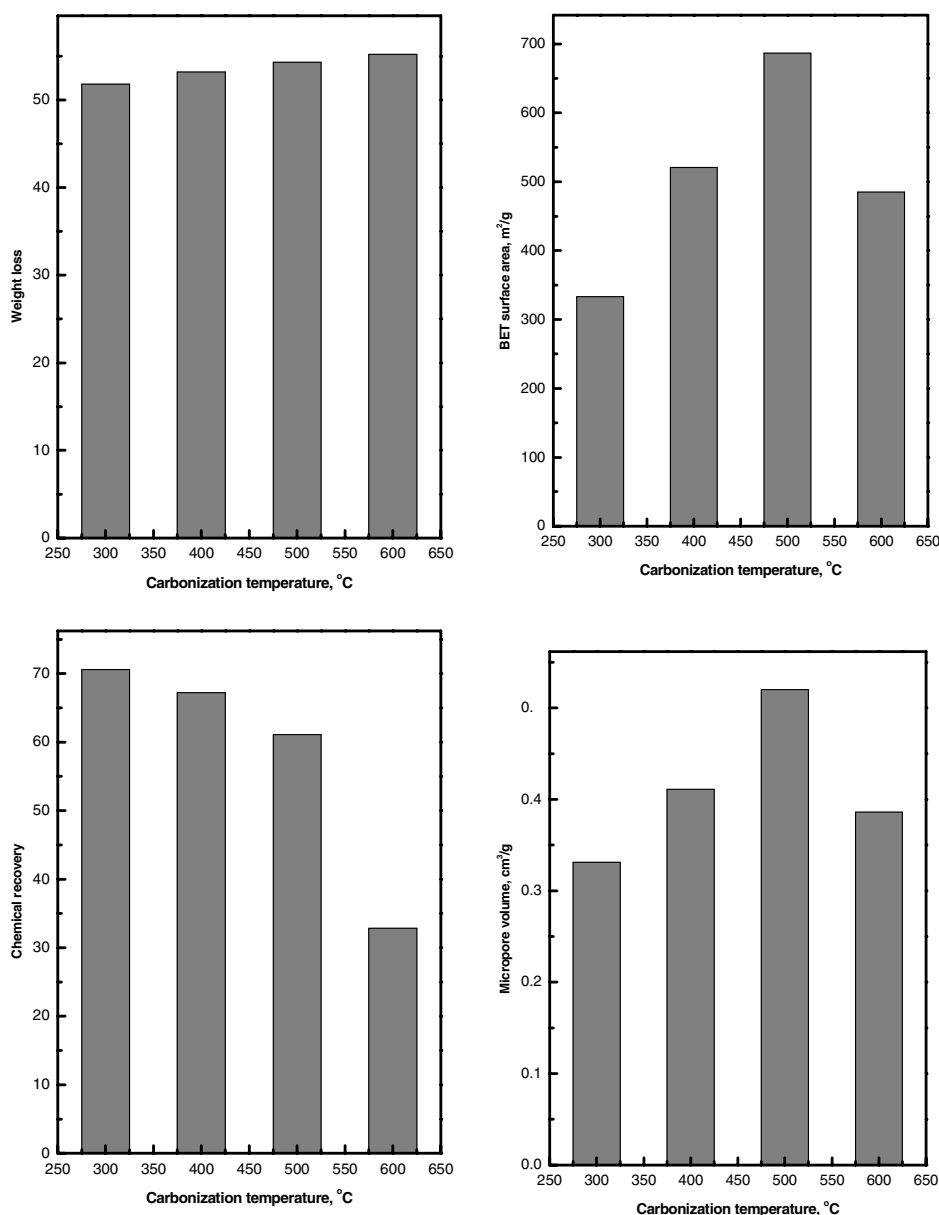 50
40
30
20
10
0
250 300 350 400 450 500 550 600 650
Weight loss
Carbonization temperature, °C
700
600
500
400
300
200
100
0
250 300 350 400 450 500 550 600 650
BET surface area, m²/g
Carbonization temperature, °C
70
60
50
40
30
20
10
0
250 300 350 400 450 500 550 600 650
Chemical recovery
Carbonization temperature, °C
0.
0.4
0.3
0.2
0.1
0.0
250 300 350 400 450 500 550 600 650
Micropore volume, cm³/g
Carbonization temperature, °C